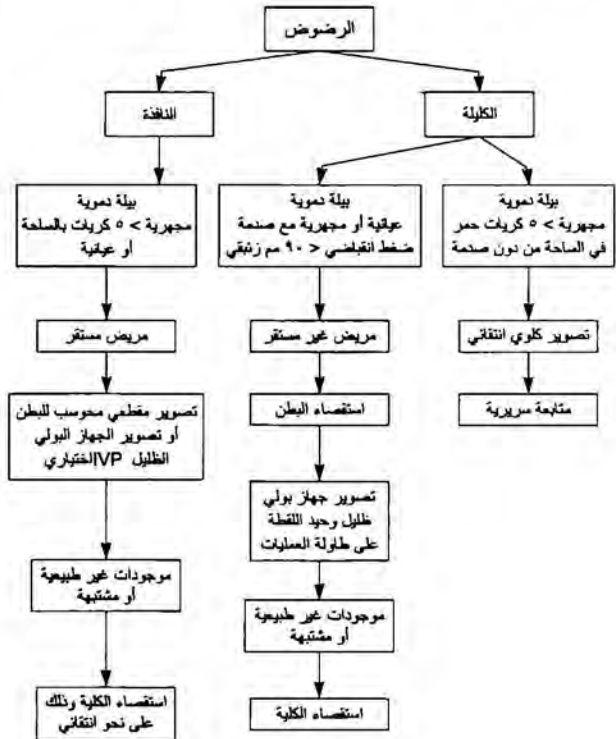 الرضوض
الكليلة
النافذة
بيلة دموية
مجهرية > ٥ كريات حمر
في الساحة من دون صدمة
بيلة دموية
عيانية أو مجهرية مع صدمة
ضغط انقباضي < ٩٠ مم زئبقي
بيلة دموية
مجهرية > ٥ كريات بالساحة
أو عيانية
تصوير كلوي انتقائي
مريض غير مستقر
مريض مستقر
متابعة سريرية
استقصاء البطن
تصوير مقطعي محوسب للبطن
أو تصوير الجهاز البولي
الظليل IVP اختياري
تصوير جهاز بولي
ظليل وحيد اللقطة
على طاولة العمليات
موجودات غير طبيعية
أو مشتبهة
موجودات غير طبيعية
أو مشتبهة
استقصاء الكلية
استقصاء الكلية وذلك
على نحو انتقائي